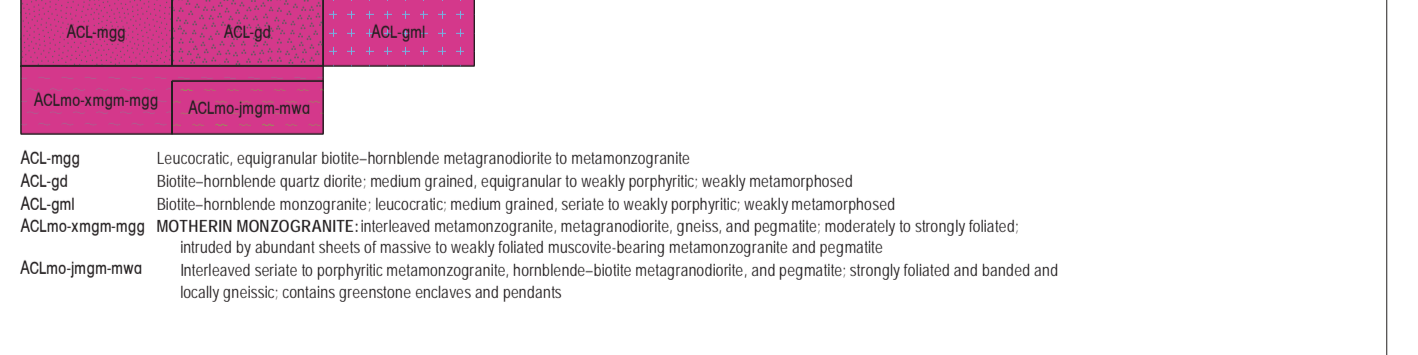 ACL-mgg ACL-gd ACL-gml
ACLmo-xmgm-mgg ACLmo-jmgm-mwa
ACL-mgg Leucocratic, equigranular biotite–hornblende metagranodiorite to metamonzogranite
ACL-gd Biotite–hornblende quartz diorite; medium grained, equigranular to weakly porphyritic; weakly metamorphosed
ACL-gml Biotite–hornblende monzogranite; leucocratic; medium grained, seriate to weakly porphyritic; weakly metamorphosed
ACLmo-xmgm-mgg MOTHERIN MONZOGRANITE: interleaved metamonzogranite, metagranodiorite, gneiss, and pegmatite; moderately to strongly foliated;
intruded by abundant sheets of massive to weakly foliated muscovite-bearing metamonzogranite and pegmatite
ACLmo-jmgm-mwa Interleaved seriate to porphyritic metamonzogranite, hornblende–biotite metagranodiorite, and pegmatite; strongly foliated and banded and
locally gneissic; contains greenstone enclaves and pendants